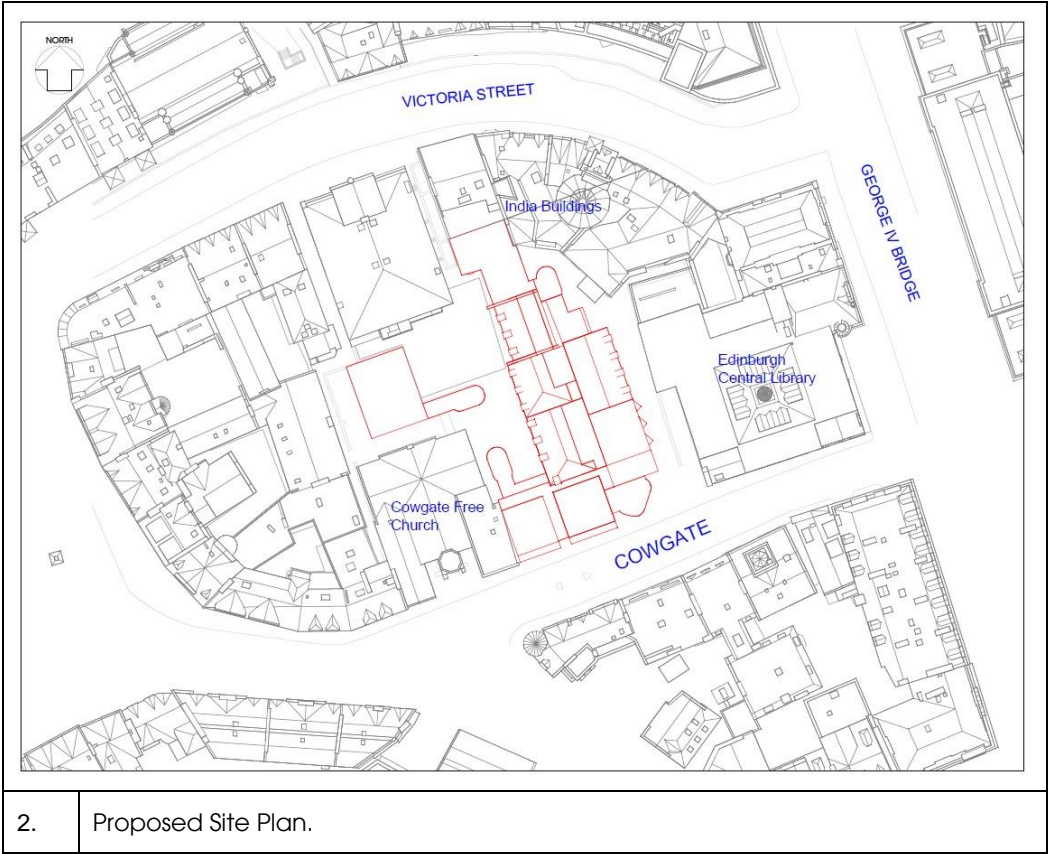 NORTH
VICTORIA STREET
GEORGE IV BRIDGE
India Buildings
Edinburgh
Central Library
Cowgate Free
Church
COWGATE
2. Proposed Site Plan.